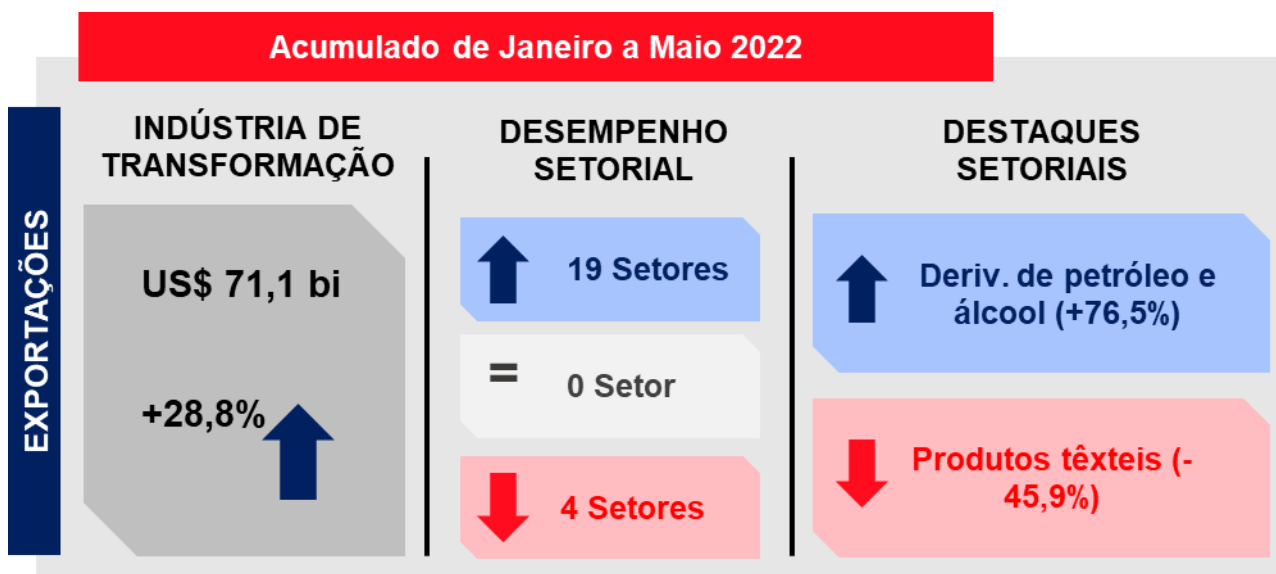 Acumulado de Janeiro a Maio 2022
EXPORTAÇÕES
INDÚSTRIA DE
TRANSFORMAÇÃO
US$ 71,1 bi
+28,8%
DESEMPENHO
SETORIAL
19 Setores
= 0 Setor
4 Setores
DESTAQUES
SETORIAIS
Deriv. de petróleo e
álcool (+76,5%)
Produtos têxteis (-
45,9%)